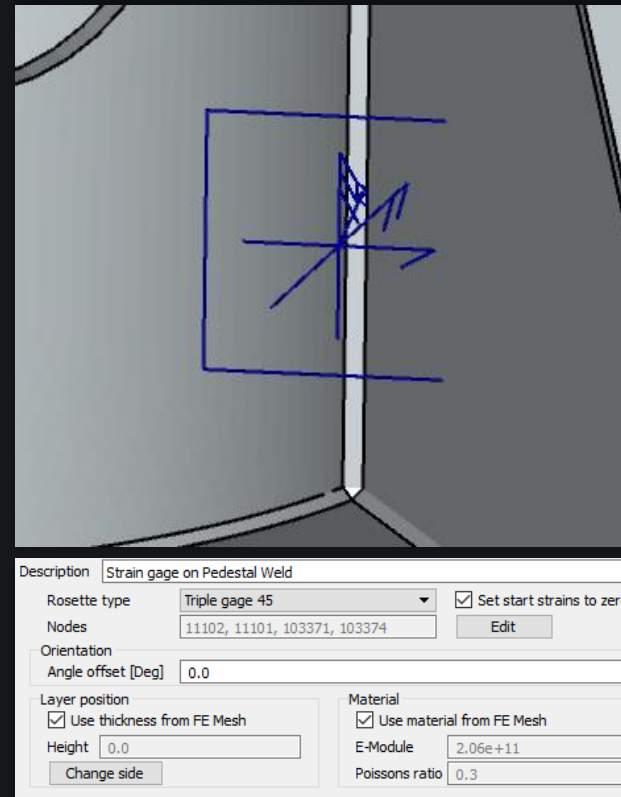 Description Strain gage on Pedestal Weld
Rosette type Triple gage 45 Set start strains to zer
Nodes 11102, 11101, 103371, 103374 Edit
Orientation
Angle offset [Deg] 0.0
Layer position Material
Use thickness from FE Mesh Use material from FE Mesh
Height 0.0 E-Module 2.06e+11
Change side Poissons ratio 0.3